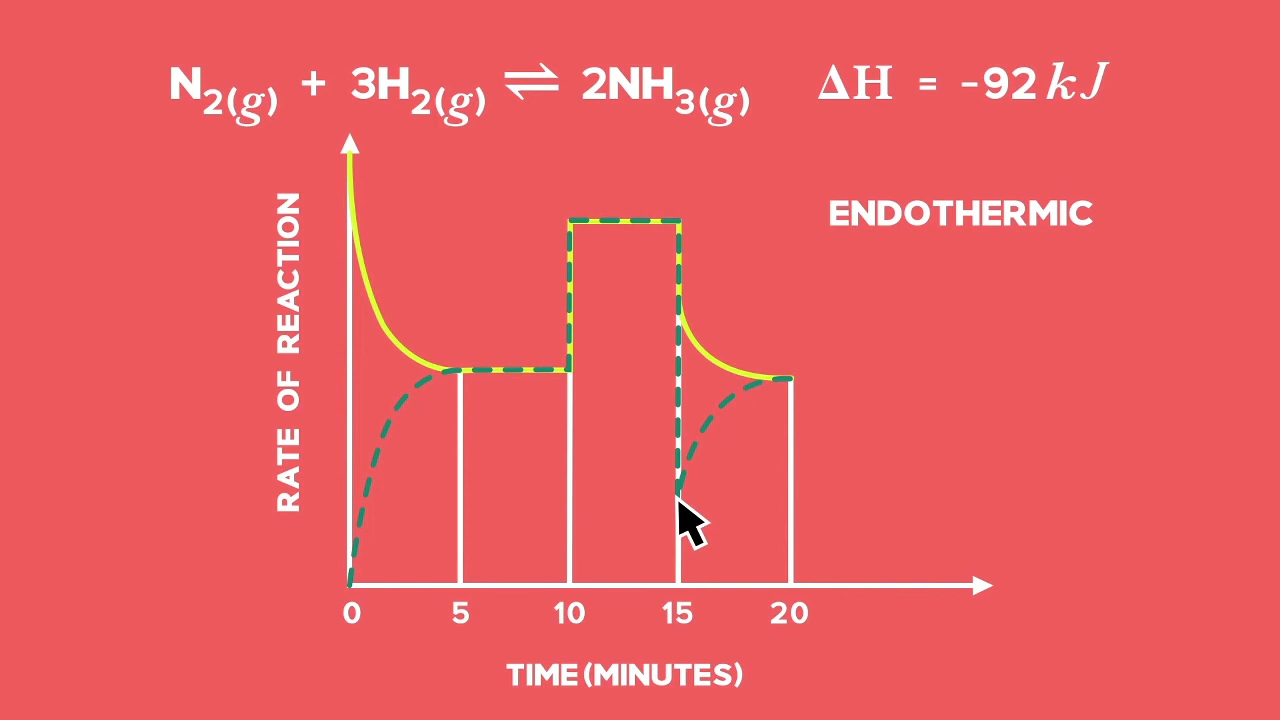 N₂(g) + 3H₂(g) ⇌ 2NH₃(g) ΔH = -92 kJ
ENDOTHERMIC
RATE OF REACTION
0 5 10 15 20
TIME (MINUTES)